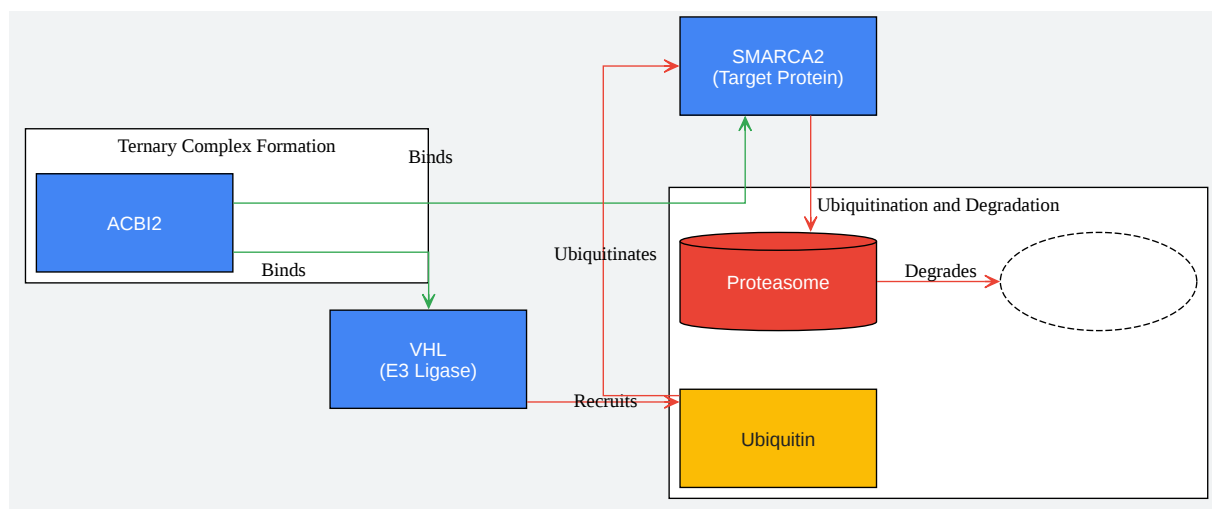 SMARCA2
(Target Protein)
Ternary Complex Formation
Binds
ACBI2
Ubiquitination and Degradation
Ubiquitinates
Binds
Degrades
Proteasome
VHL
(E3 Ligase)
Recruits
Ubiquitin